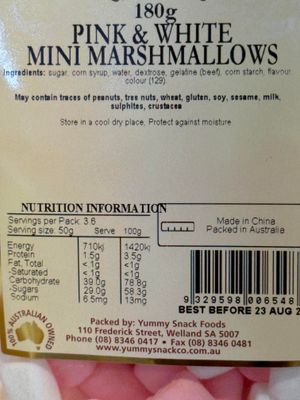 180g
PINK & WHITE
MINI MARSHMALLOWS
Ingredients: sugar, corn syrup, water, dextrose, gelatine (beef), corn starch, flavour
colour (129).
May contain traces of peanuts, tree nuts, wheat, gluten, soy, sesame, milk,
sulphites, crustacea
Store in a cool dry place, Protect against moisture
NUTRITION INFORMATION
Servings per Pack: 3.6
Serving size: 50g Serve 100g
Energy 710kj 1420kj
Protein 1.5g 3.5g
Fat, Total <1g <1g
-Saturated <1g <1g
Carbohydrate 39.0g 78.8g
-Sugars 29.0g 58.3g
Sodium 6.5mg 13mg
Made in China
Packed in Australia
9 329598 006548
BEST BEFORE 23 AUG 2
100% AUSTRALIAN OWNED
Packed by: Yummy Snack Foods
110 Frederick Street, Welland SA 5007
Phone (08) 8346 0417 • Fax (08) 8346 0481
www.yummysnackco.com.au